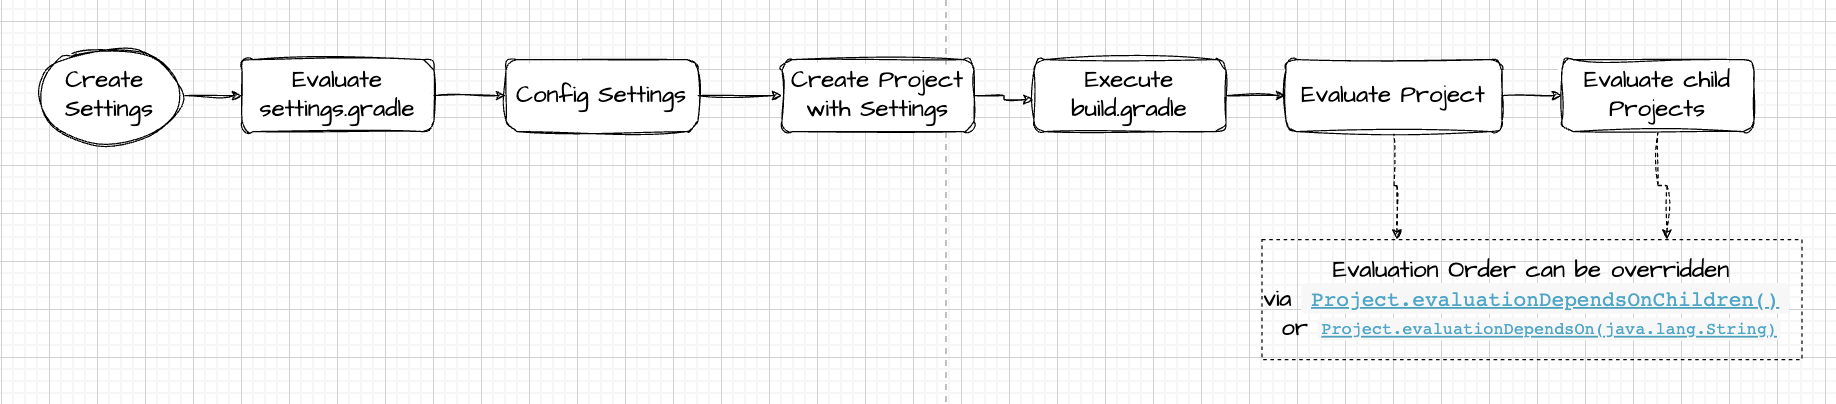 Create
Settings
Evaluate
settings.gradle
Config Settings
Create Project
with Settings
Execute
build.gradle
Evaluate Project
Evaluate child
Projects
Evaluation Order can be overridden
via Project.evaluationDependsOnChildren()
or Project.evaluationDependsOn(java.lang.String)